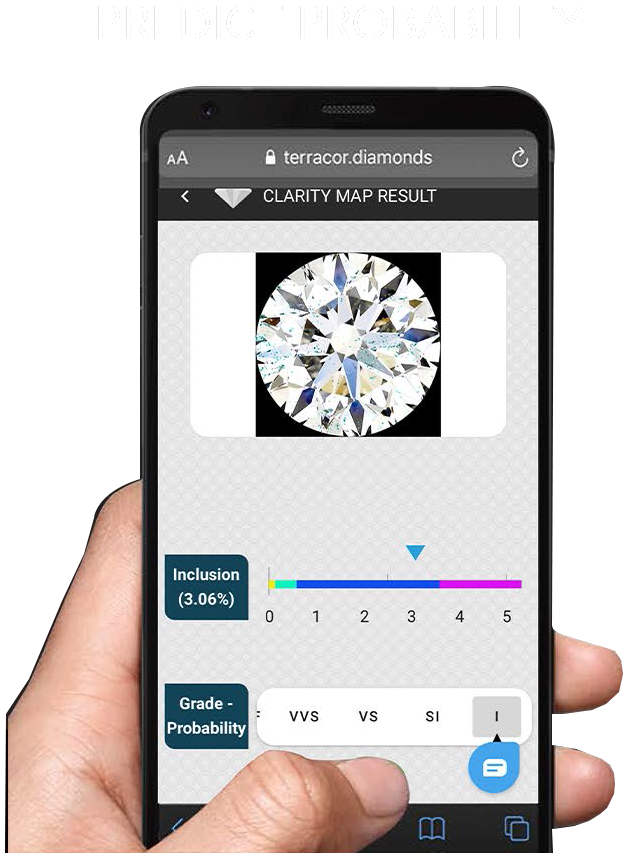 PREDICT PROBABILITY
AA terracor.diamonds
CLARITY MAP RESULT
Inclusion
(3.06%)
0 1 2 3 4 5
Grade -
Probability
VVS VS SI I